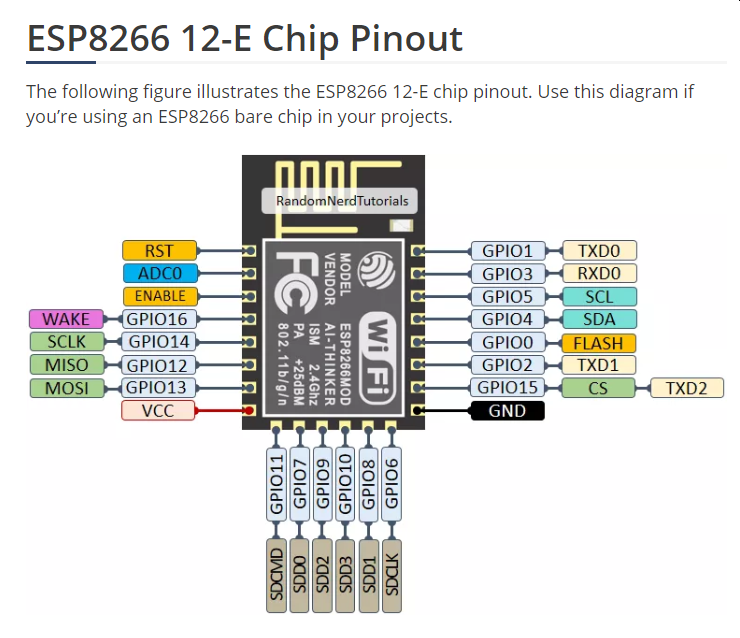 ESP8266 12-E Chip Pinout
The following figure illustrates the ESP8266 12-E chip pinout. Use this diagram if
you’re using an ESP8266 bare chip in your projects.
RandomNerdTutorials
RST
ADC0
ENABLE
WAKE GPIO16
SCLK GPIO14
MISO GPIO12
MOSI GPIO13
VCC
MODEL ESP8266MOD
VENDOR AI-THINKER
ISM 2.4GHz
PA +25dBM
802.11b/g/n
FC
Wi Fi
GPIO1 TXD0
GPIO3 RXD0
GPIO5 SCL
GPIO4 SDA
GPIO0 FLASH
GPIO2 TXD1
GPIO15 CS TXD2
GND
GPIO11 SDCMD
GPIO7 SDD0
GPIO9 SDD2
GPIO10 SDD3
GPIO8 SDD1
GPIO6 SDCLK